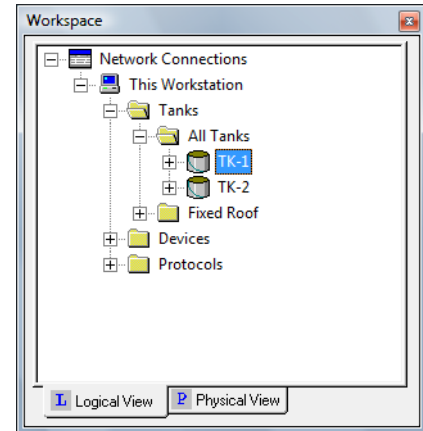 Workspace
Network Connections
This Workstation
Tanks
All Tanks
TK-1
TK-2
Fixed Roof
Devices
Protocols
L Logical View P Physical View